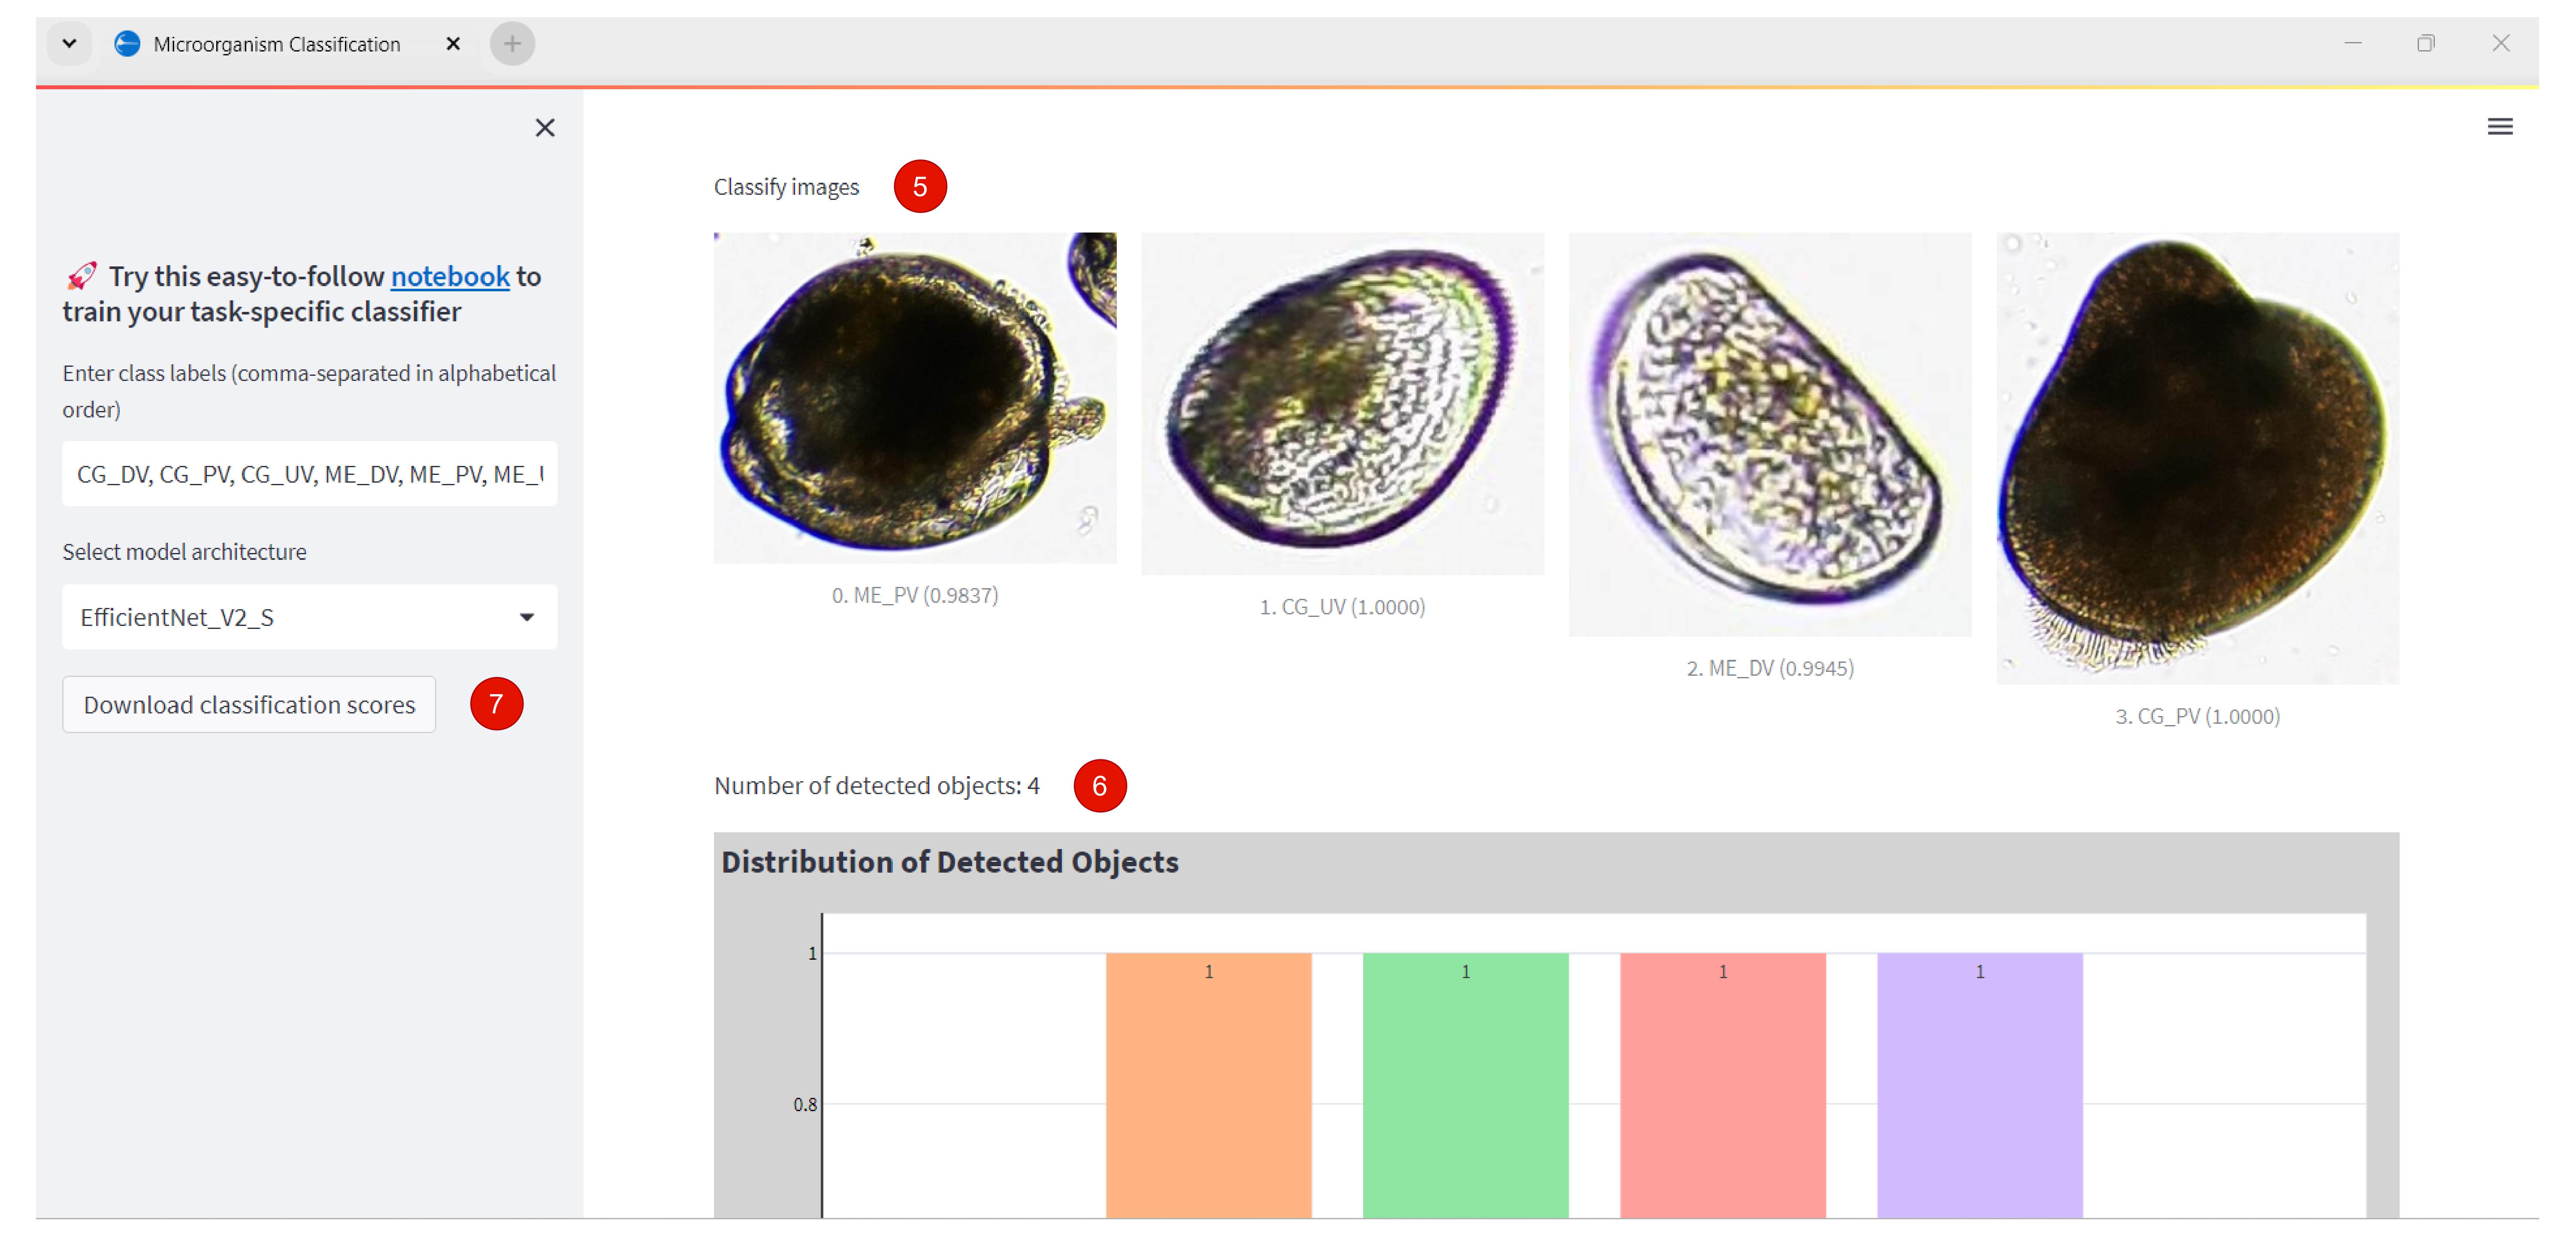 Microorganism Classification
Classify images 5
🚀 Try this easy-to-follow notebook to
train your task-specific classifier
Enter class labels (comma-separated in alphabetical
order)
CG_DV, CG_PV, CG_UV, ME_DV, ME_PV, ME_
Select model architecture
EfficientNet_V2_S
Download classification scores 7
0. ME_PV (0.9837)
1. CG_UV (1.0000)
2. ME_DV (0.9945)
3. CG_PV (1.0000)
Number of detected objects: 4 6
Distribution of Detected Objects
1
0.8
1 1 1 1